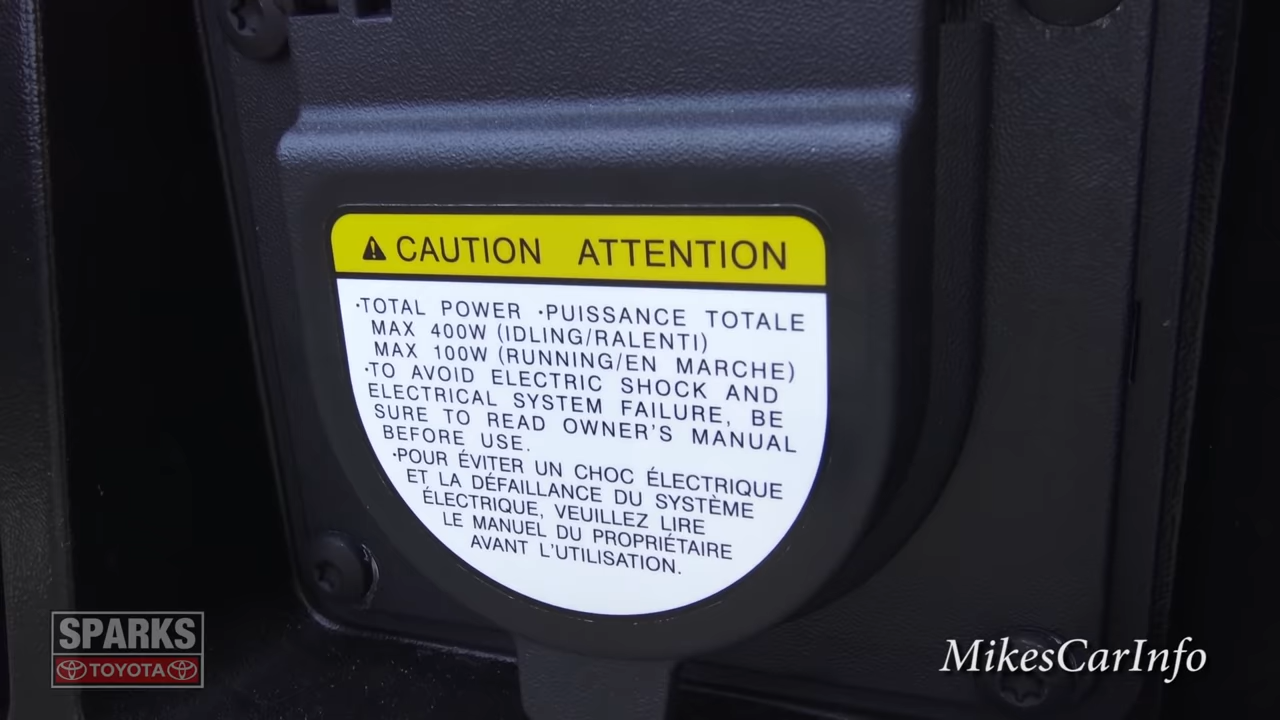 ⚠ CAUTION ATTENTION
·TOTAL POWER ·PUISSANCE TOTALE
MAX 400W (IDLING/RALENTI)
MAX 100W (RUNNING/EN MARCHE)
·TO AVOID ELECTRIC SHOCK AND
ELECTRICAL SYSTEM FAILURE, BE
SURE TO READ OWNER'S MANUAL
BEFORE USE.
·POUR ÉVITER UN CHOC ÉLECTRIQUE
ET LA DÉFAILLANCE DU SYSTÈME
ÉLECTRIQUE, VEUILLEZ LIRE
LE MANUEL DU PROPRIÉTAIRE
AVANT L'UTILISATION.
SPARKS
TOYOTA
MikesCarInfo